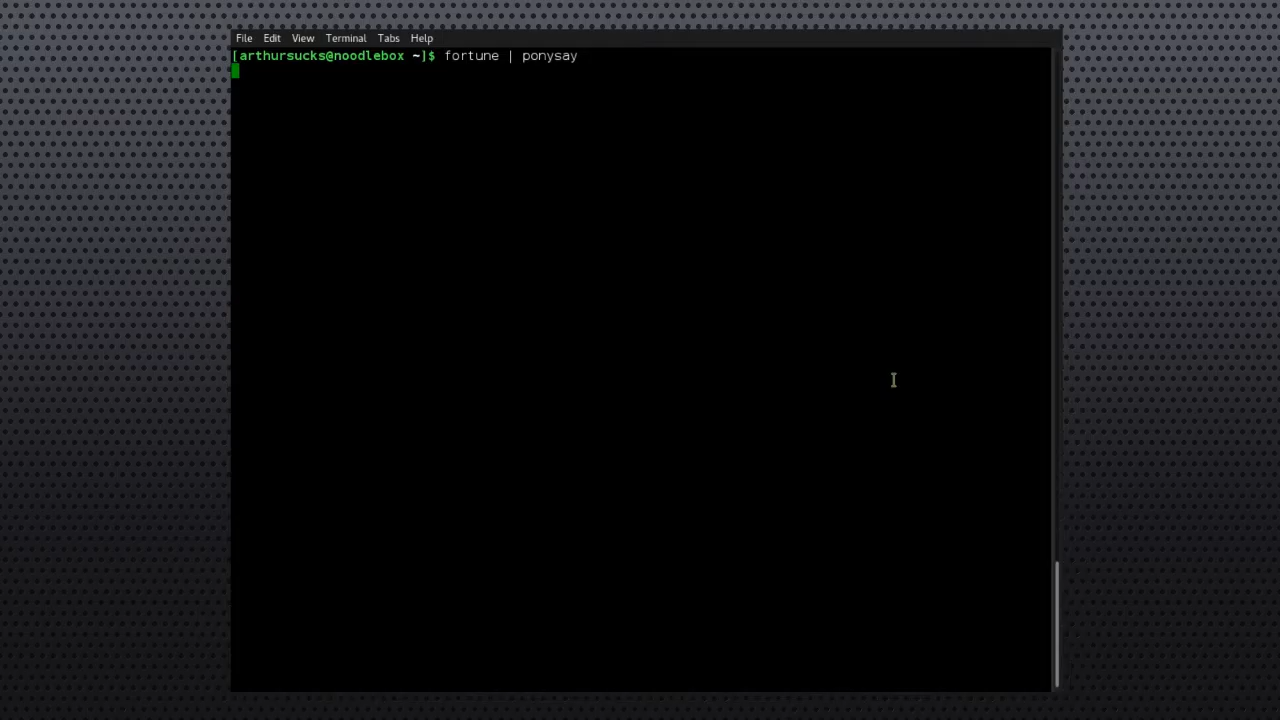 File Edit View Terminal Tabs Help
[arthursucks@noodlebox ~]$ fortune | ponysay